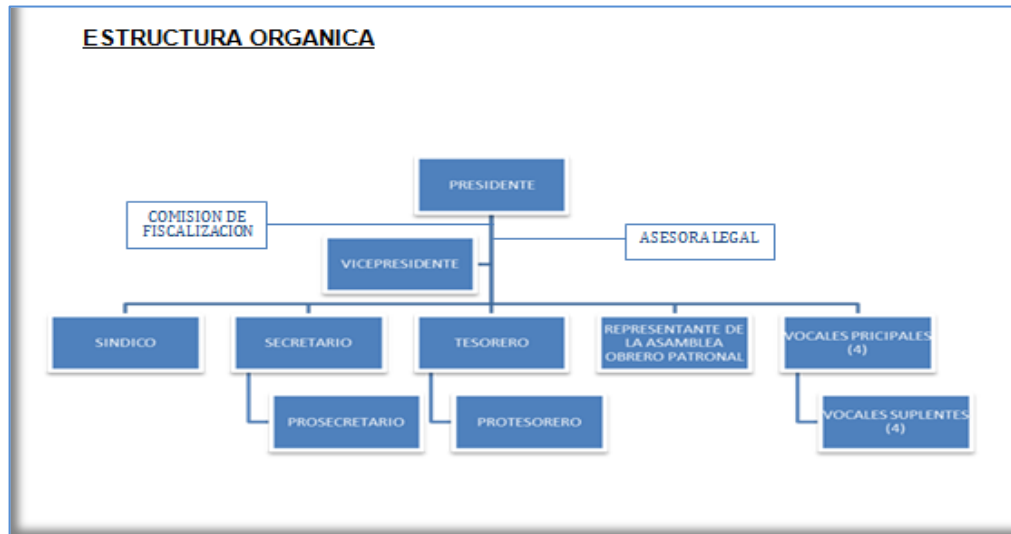 ESTRUCTURA ORGANICA
PRESIDENTE
COMISION DE
FISCALIZACION
ASESORA LEGAL
VICEPRESIDENTE
SINDICO
SECRETARIO
TESORERO
REPRESENTANTE DE
LA ASAMBLEA
OBRERO PATRONAL
VOCALES PRICIPALES
(4)
PROSECRETARIO
PROTESORERO
VOCALES SUPLENTES
(4)